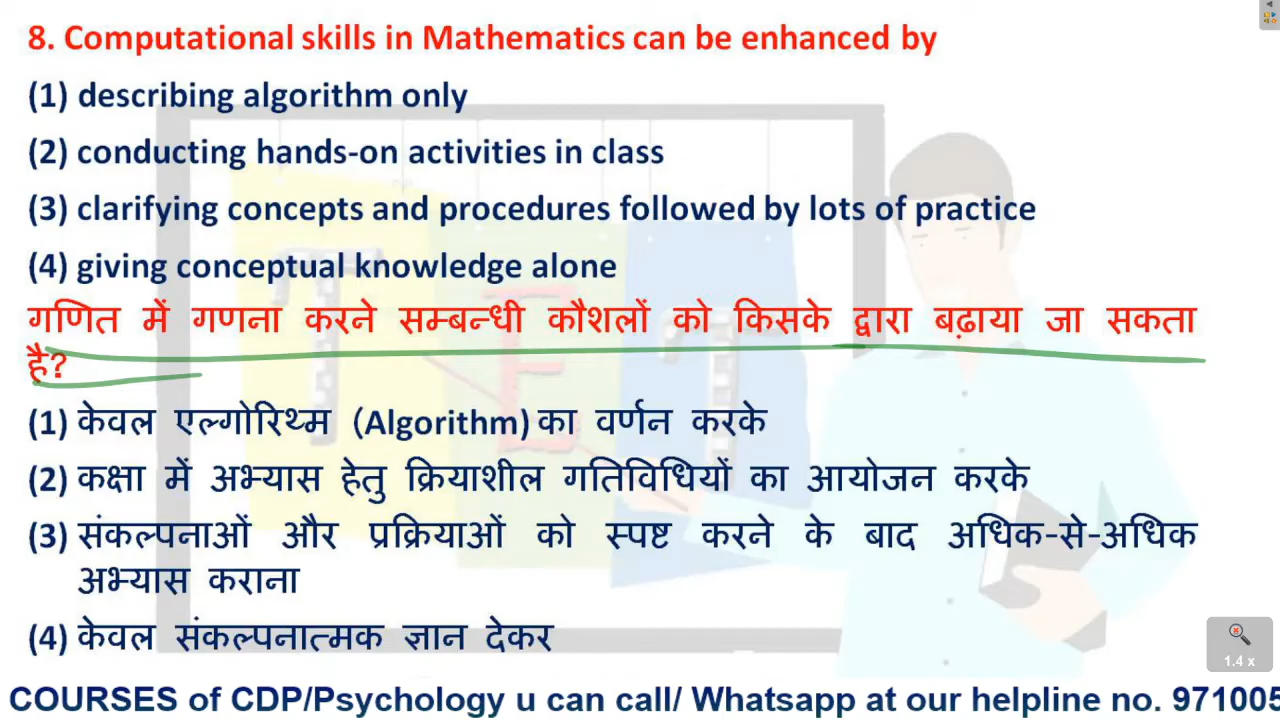 8. Computational skills in Mathematics can be enhanced by
(1) describing algorithm only
(2) conducting hands-on activities in class
(3) clarifying concepts and procedures followed by lots of practice
(4) giving conceptual knowledge alone
गणित में गणना करने सम्बन्धी कौशलों को किसके द्वारा बढ़ाया जा सकता
है?
(1) केवल एल्गोरिथ्म (Algorithm) का वर्णन करके
(2) कक्षा में अभ्यास हेतु क्रियाशील गतिविधियों का आयोजन करके
(3) संकल्पनाओं और प्रक्रियाओं को स्पष्ट करने के बाद अधिक-से-अधिक
अभ्यास कराना
(4) केवल संकल्पनात्मक ज्ञान देकर
1.4 x
COURSES of CDP/Psychology u can call/ Whatsapp at our helpline no. 971005